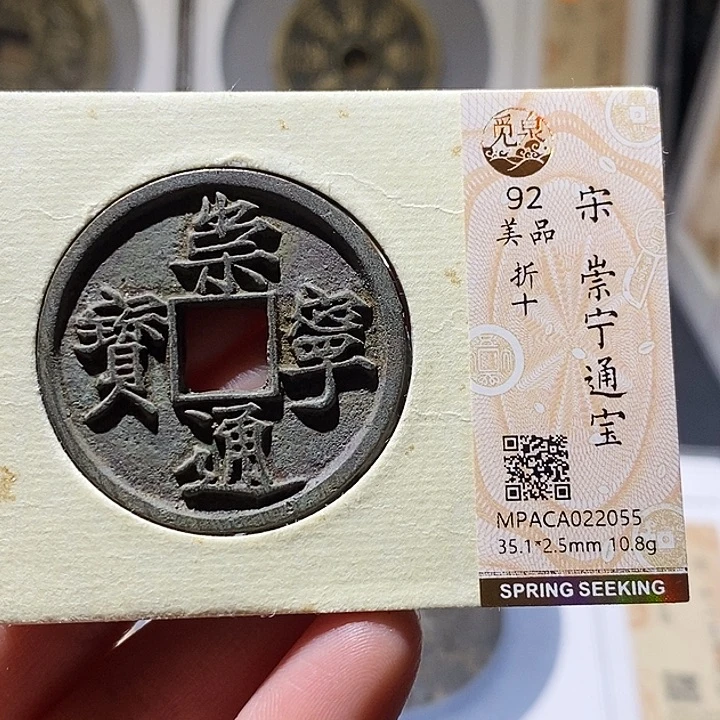 崇
寧
通
寶
觅泉
92
美品
折十
宋 崇宁通宝
MPACA022055
35.1*2.5mm 10.8g
SPRING SEEKING